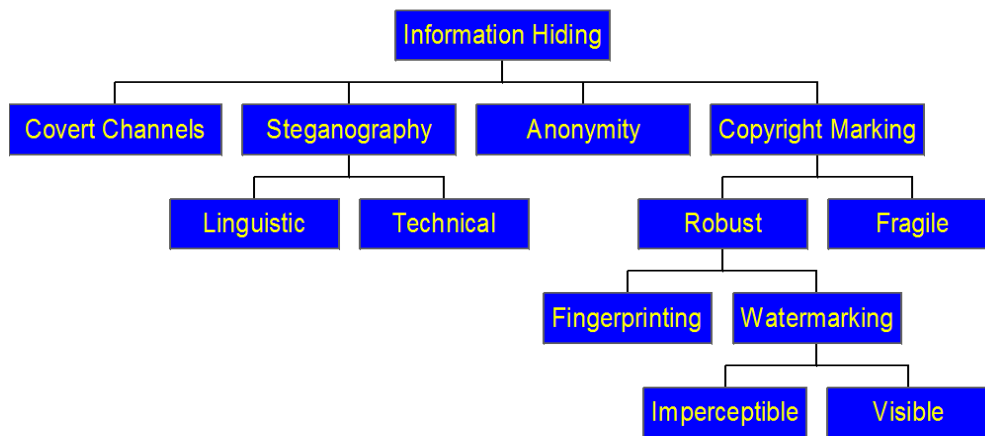 Information Hiding
Covert Channels
Steganography
Anonymity
Copyright Marking
Linguistic
Technical
Robust
Fragile
Fingerprinting
Watermarking
Imperceptible
Visible